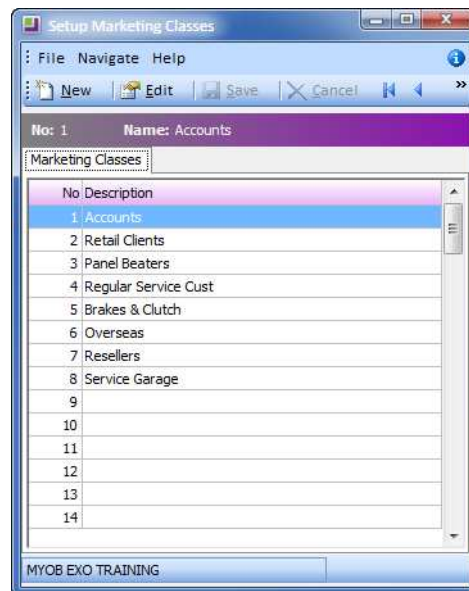 Setup Marketing Classes
File Navigate Help
New Edit Save Cancel
No: 1 Name: Accounts
Marketing Classes
No Description
1 Accounts
2 Retail Clients
3 Panel Beaters
4 Regular Service Cust
5 Brakes & Clutch
6 Overseas
7 Resellers
8 Service Garage
9
10
11
12
13
14
MYOB EXO TRAINING